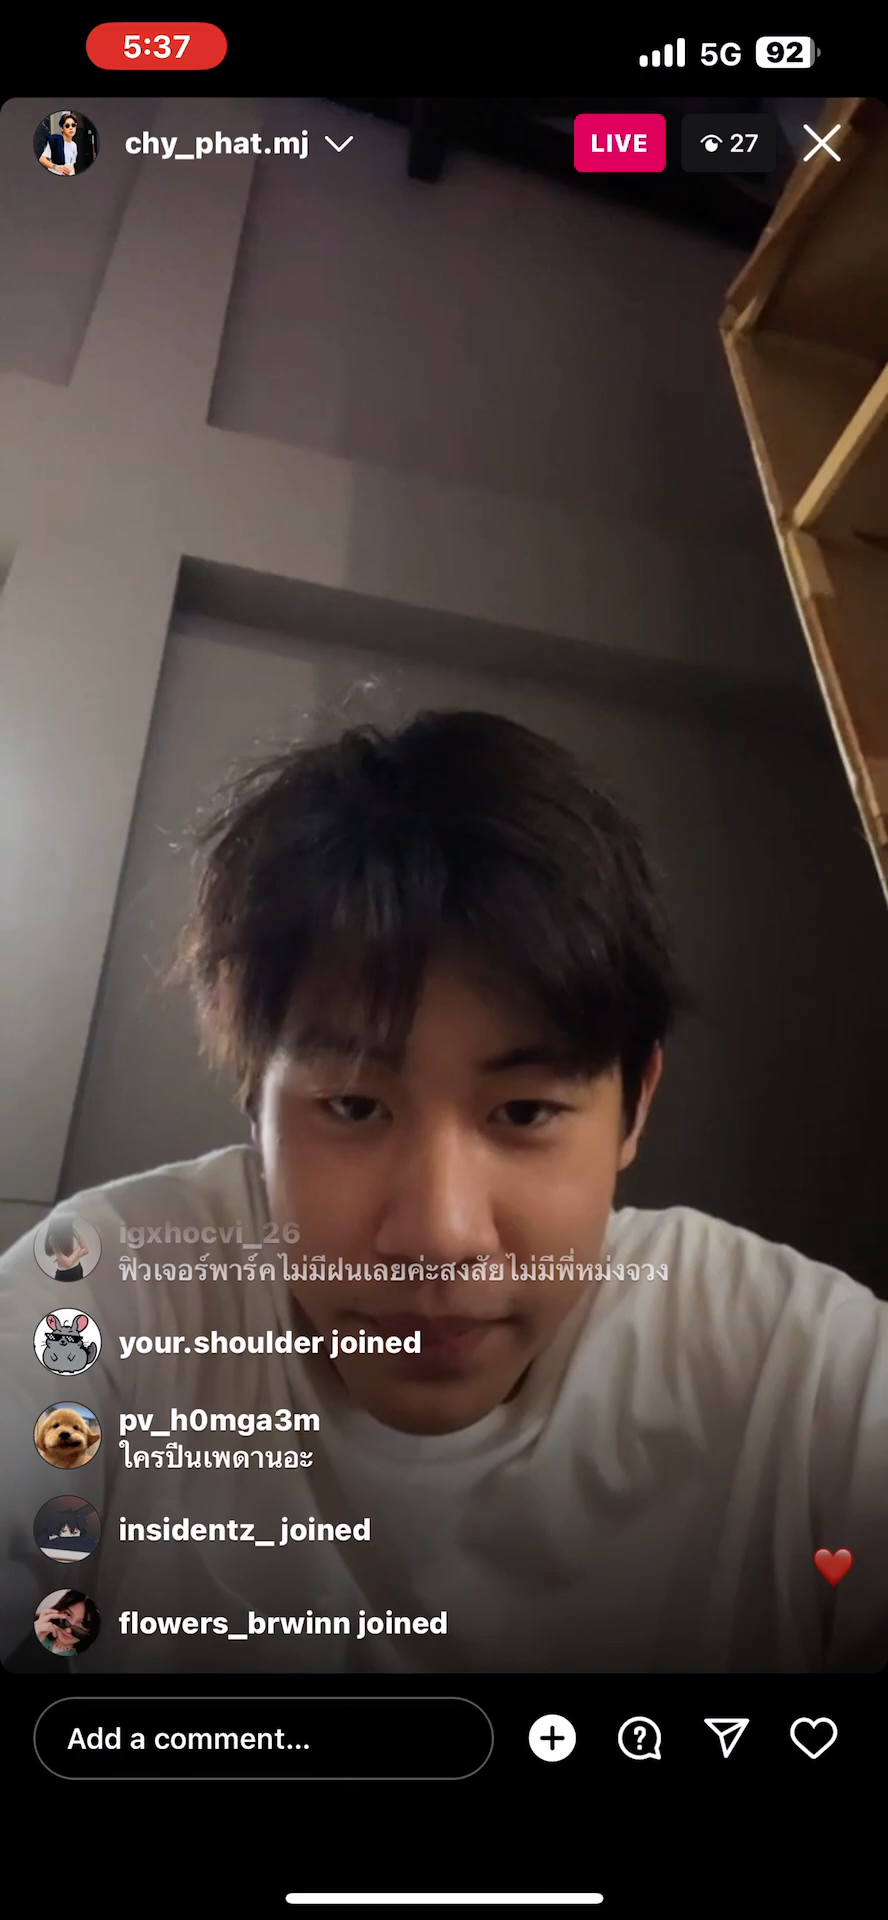 5:37
5G 92
chy_phat.mj
LIVE
27
igxhocvi_26
ฟิวเจอร์พาร์คไม่มีฝนเลยค่ะสงสัยไม่มีพี่หม่งจวง
your.shoulder joined
pv_h0mga3m
ใครปีนเพดานอะ
insidentz_ joined
flowers_brwinn joined
Add a comment...